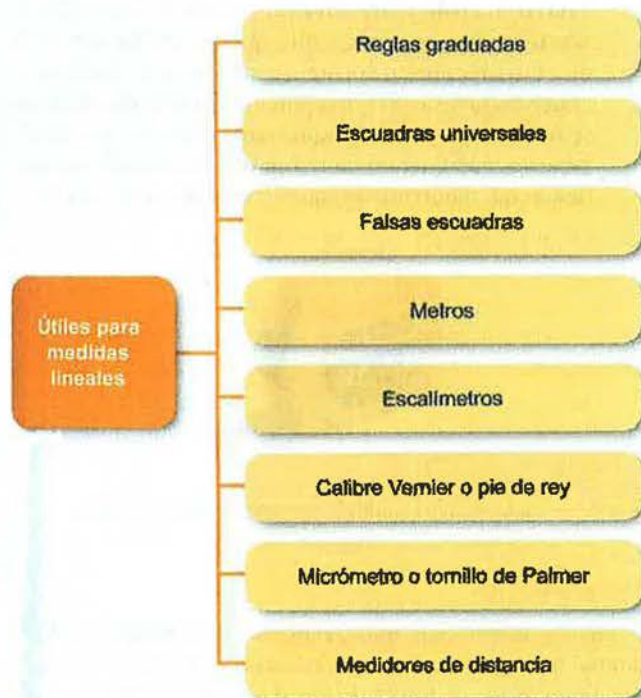 Reglas graduadas
Escuadras universales
Falsas escuadras
Metros
Útiles para
medidas
lineales
Escalímetros
Calibre Vernier o pie de rey
Micrómetro o tornillo de Palmer
Medidores de distancia